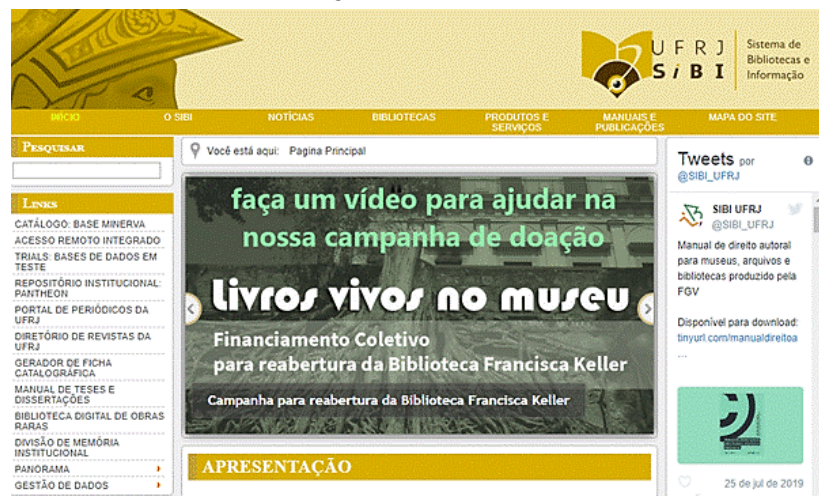 UFRJ
SiBI
Sistema de
Bibliotecas e
Informação
INÍCIO
O SIBI
NOTÍCIAS
BIBLIOTECAS
PRODUTOS E
SERVIÇOS
MANUAIS E
PUBLICAÇÕES
MAPA DO SITE
PESQUISAR
LINKS
CATÁLOGO: BASE MINERVA
ACESSO REMOTO INTEGRADO
TRIALS: BASES DE DADOS EM
TESTE
REPOSITÓRIO INSTITUCIONAL:
PANTHEON
PORTAL DE PERIÓDICOS DA
UFRJ
DIRETÓRIO DE REVISTAS DA
UFRJ
GERADOR DE FICHA
CATALOGRÁFICA
MANUAL DE TESES E
DISSERTAÇÕES
BIBLIOTECA DIGITAL DE OBRAS
RARAS
DIVISÃO DE MEMÓRIA
INSTITUCIONAL
PANORAMA
GESTÃO DE DADOS
Você está aqui: Pagina Principal
faça um vídeo para ajudar na
nossa campanha de doação
Livros vivos no museu
Financiamento Coletivo
para reabertura da Biblioteca Francisca Keller
Campanha para reabertura da Biblioteca Francisca Keller
APRESENTAÇÃO
Tweets por
@SIBI_UFRJ
SIBI UFRJ
@SIBI_UFRJ
Manual de direito autoral
para museus, arquivos e
bibliotecas produzido pela
FGV
Disponível para download:
tinyurl.com/manualdireitoa
…
25 de jul de 2019